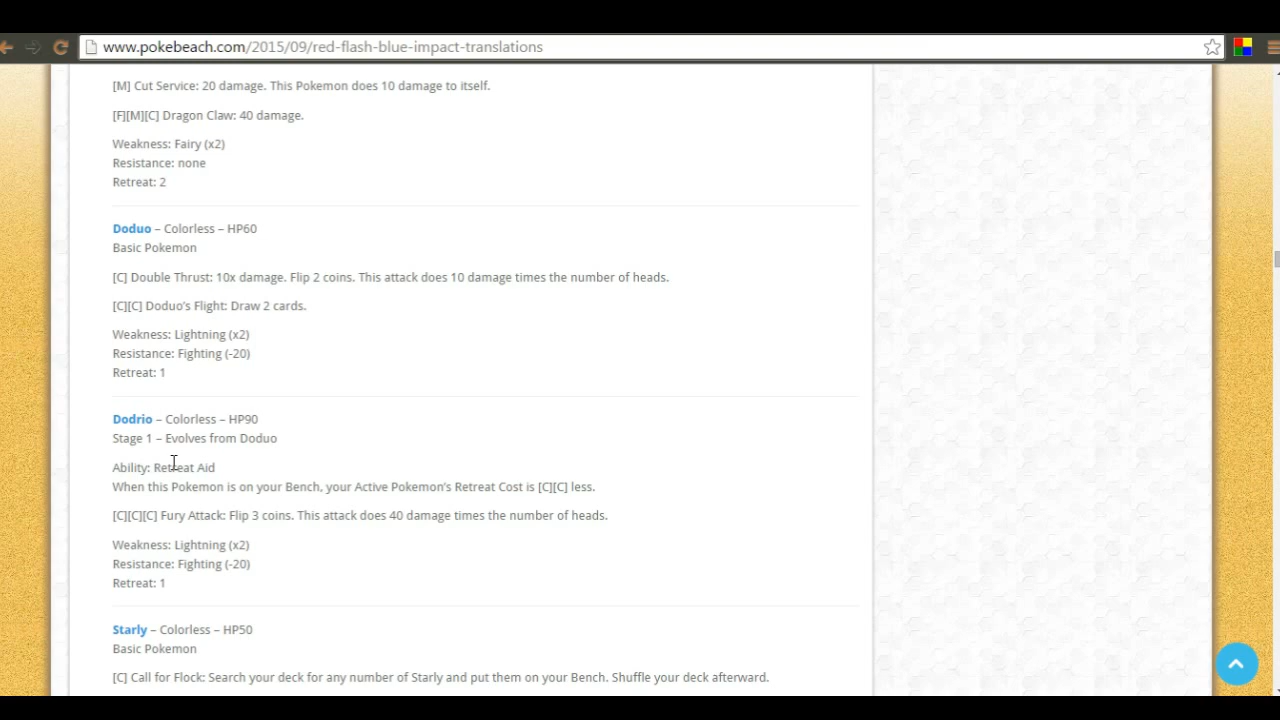 www.pokebeach.com/2015/09/red-flash-blue-impact-translations
[M] Cut Service: 20 damage. This Pokemon does 10 damage to itself.
[F][M][C] Dragon Claw: 40 damage.
Weakness: Fairy (x2)
Resistance: none
Retreat: 2
Doduo – Colorless – HP60
Basic Pokemon
[C] Double Thrust: 10x damage. Flip 2 coins. This attack does 10 damage times the number of heads.
[C][C] Doduo's Flight: Draw 2 cards.
Weakness: Lightning (x2)
Resistance: Fighting (-20)
Retreat: 1
Dodrio – Colorless – HP90
Stage 1 – Evolves from Doduo
Ability: Retreat Aid
When this Pokemon is on your Bench, your Active Pokemon's Retreat Cost is [C][C] less.
[C][C][C] Fury Attack: Flip 3 coins. This attack does 40 damage times the number of heads.
Weakness: Lightning (x2)
Resistance: Fighting (-20)
Retreat: 1
Starly – Colorless – HP50
Basic Pokemon
[C] Call for Flock: Search your deck for any number of Starly and put them on your Bench. Shuffle your deck afterward.